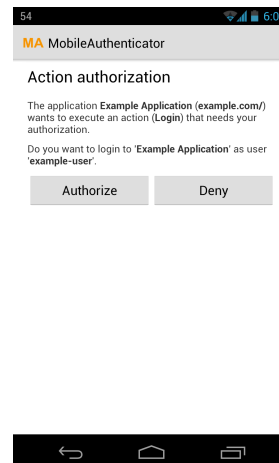 54 6:0
MA MobileAuthenticator
Action authorization
The application Example Application (example.com/)
wants to execute an action (Login) that needs your
authorization.
Do you want to login to 'Example Application' as user
'example-user'.
Authorize Deny